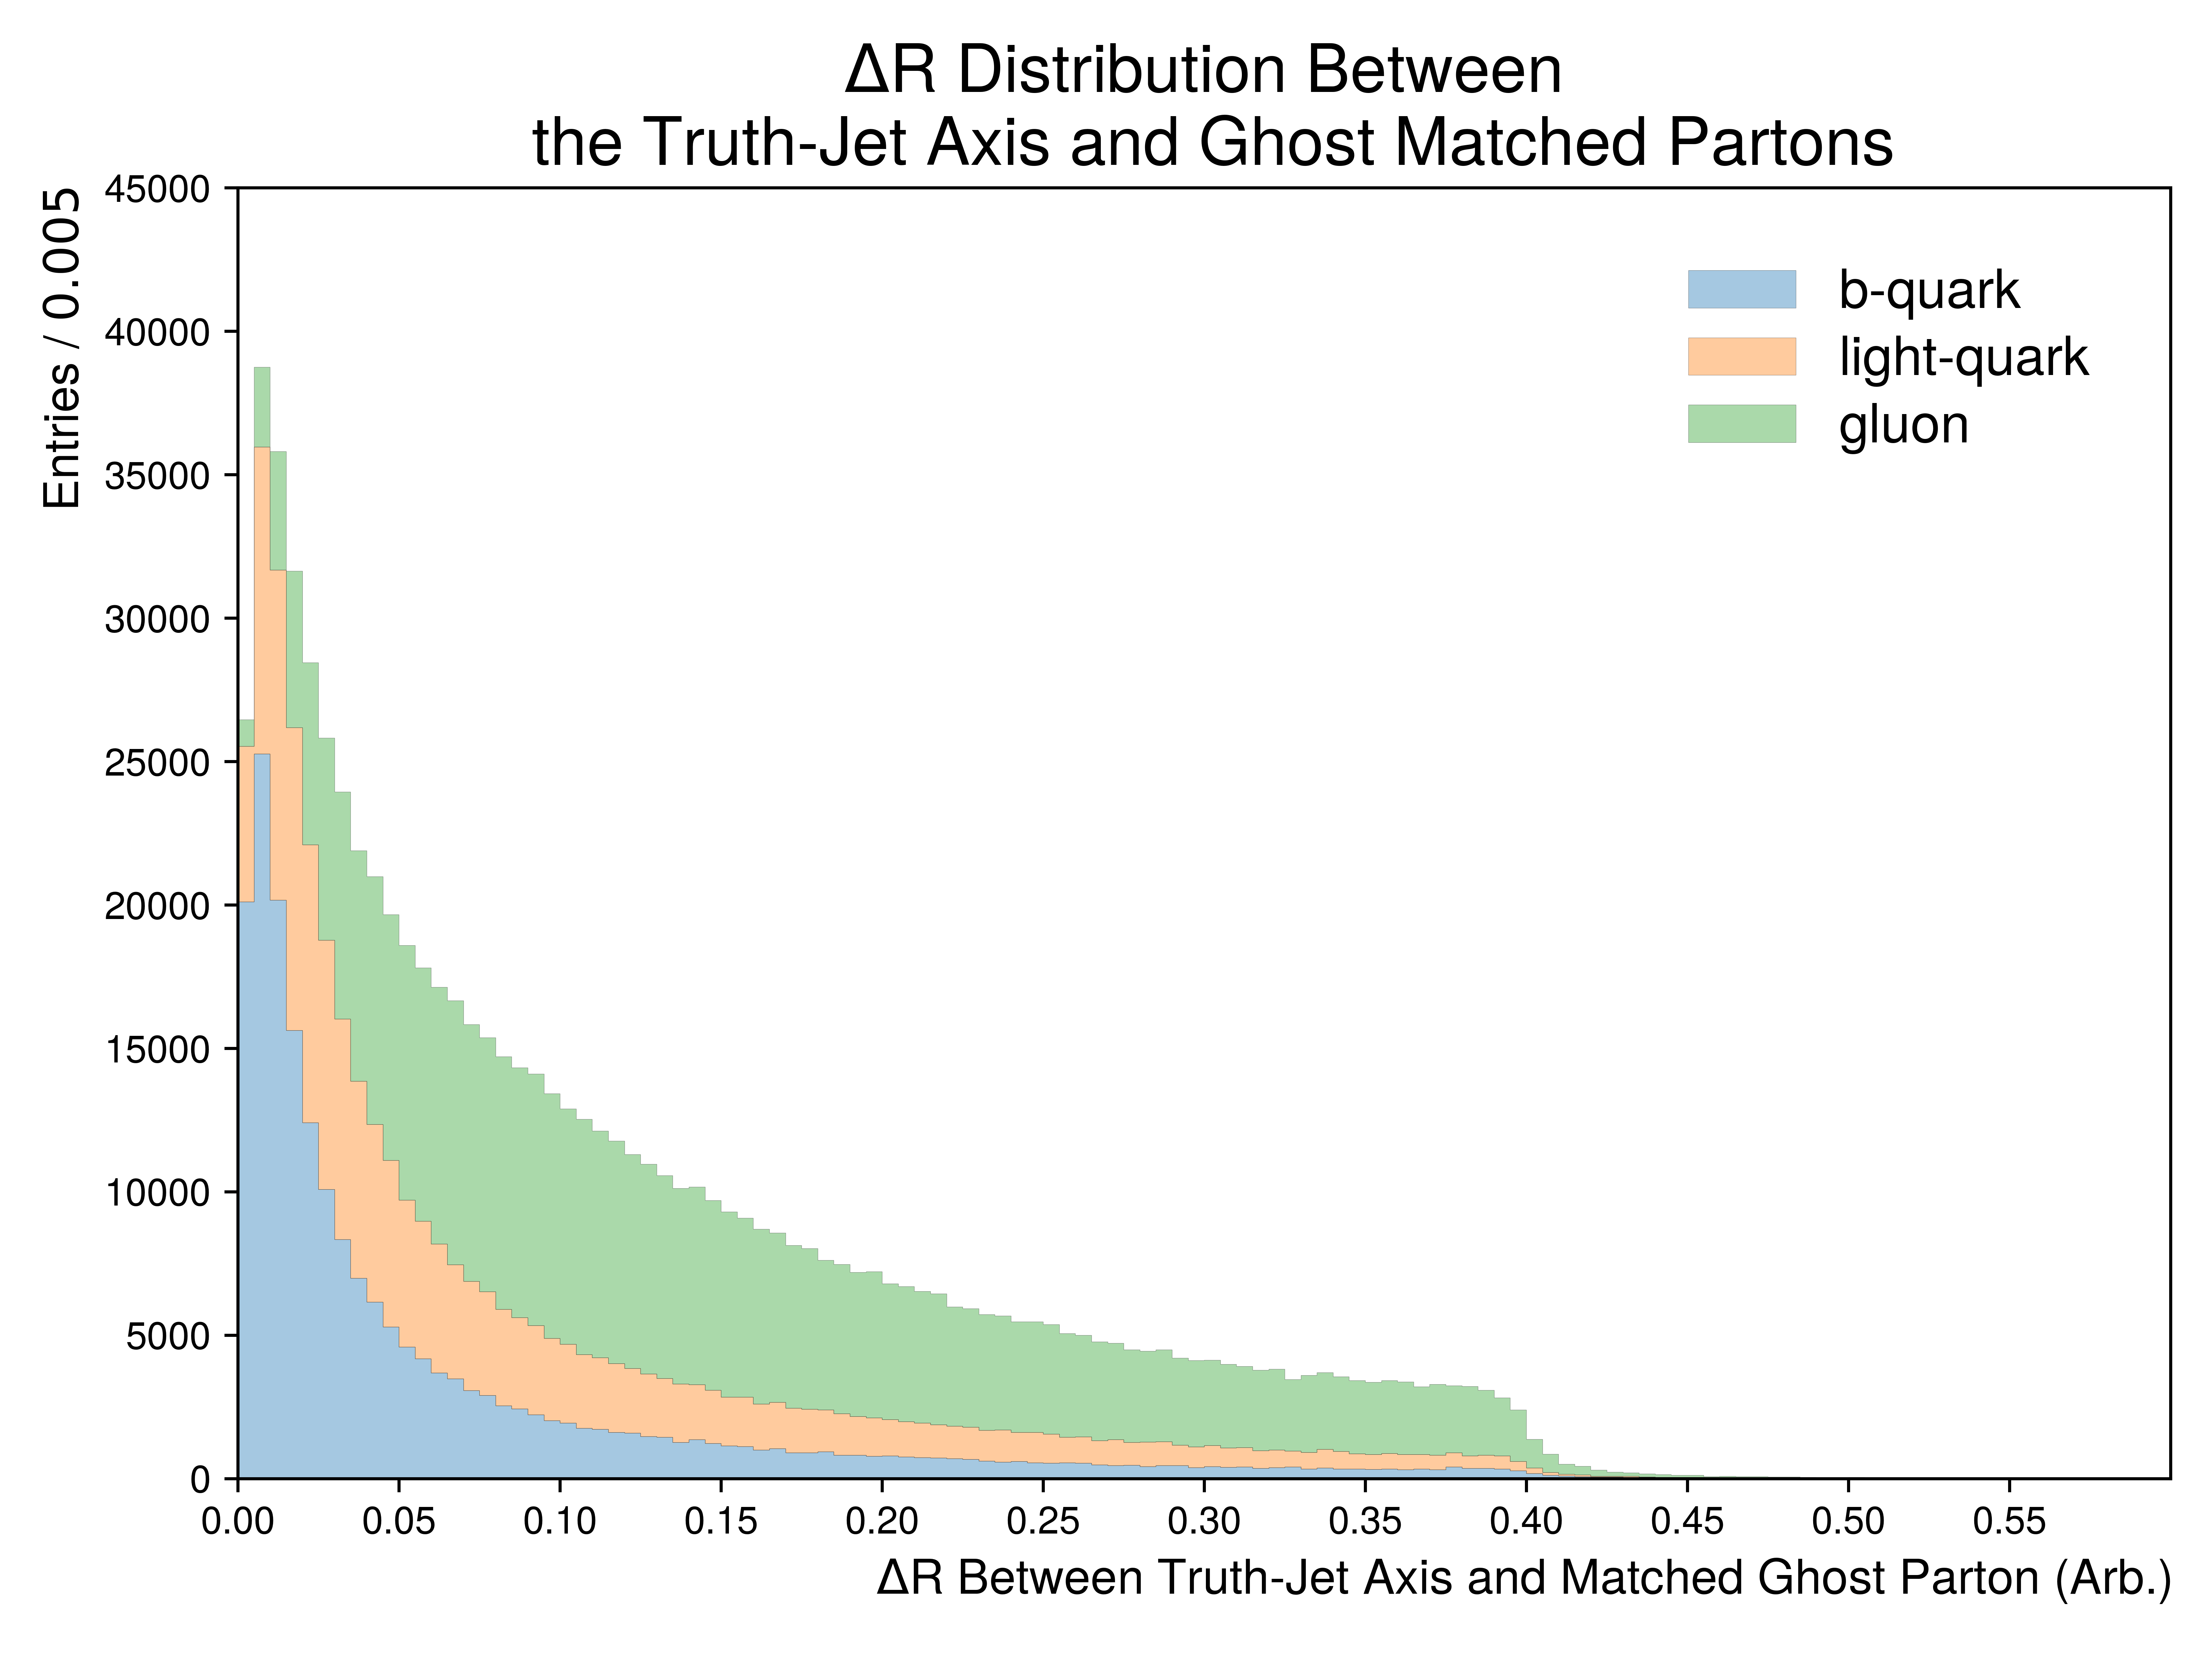 ΔR Distribution Between
the Truth-Jet Axis and Ghost Matched Partons
Entries / 0.005
45000
40000
35000
30000
25000
20000
15000
10000
5000
0
b-quark
light-quark
gluon
0.00 0.05 0.10 0.15 0.20 0.25 0.30 0.35 0.40 0.45 0.50 0.55
ΔR Between Truth-Jet Axis and Matched Ghost Parton (Arb.)